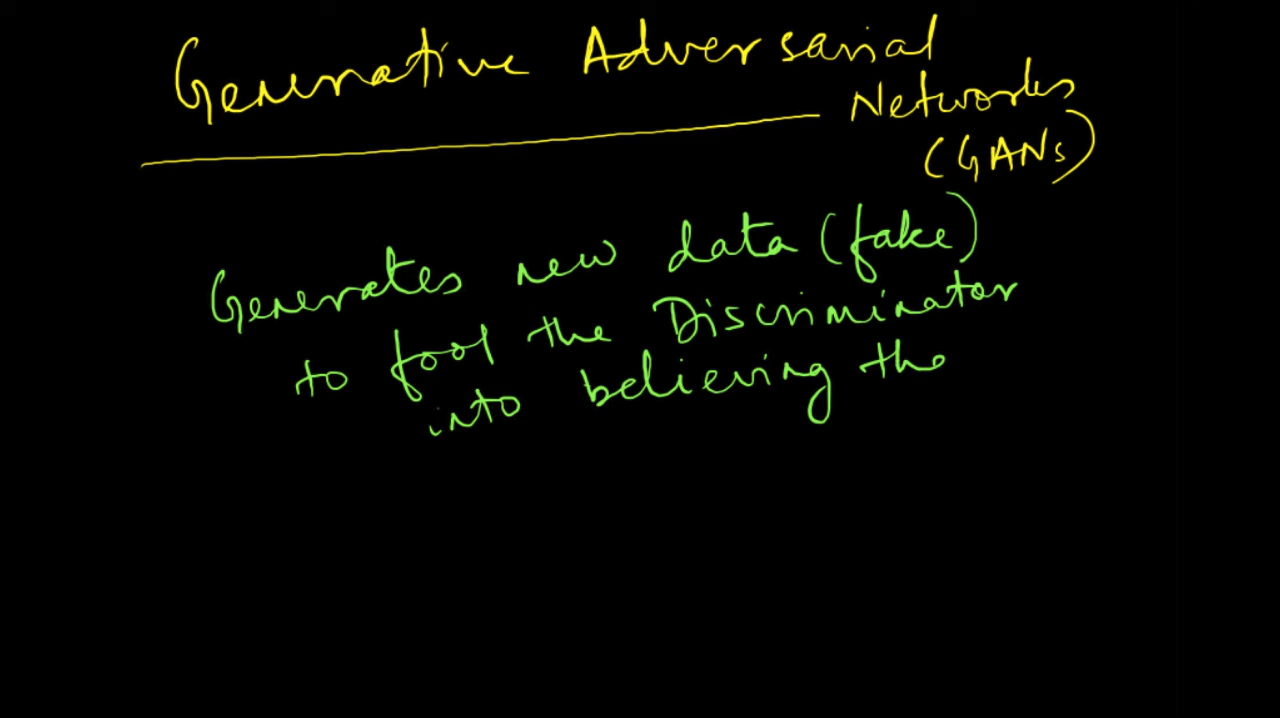 Generative Adversarial
Networks
(GANs)
Generates new data (fake)
to fool the Discriminator
into believing the